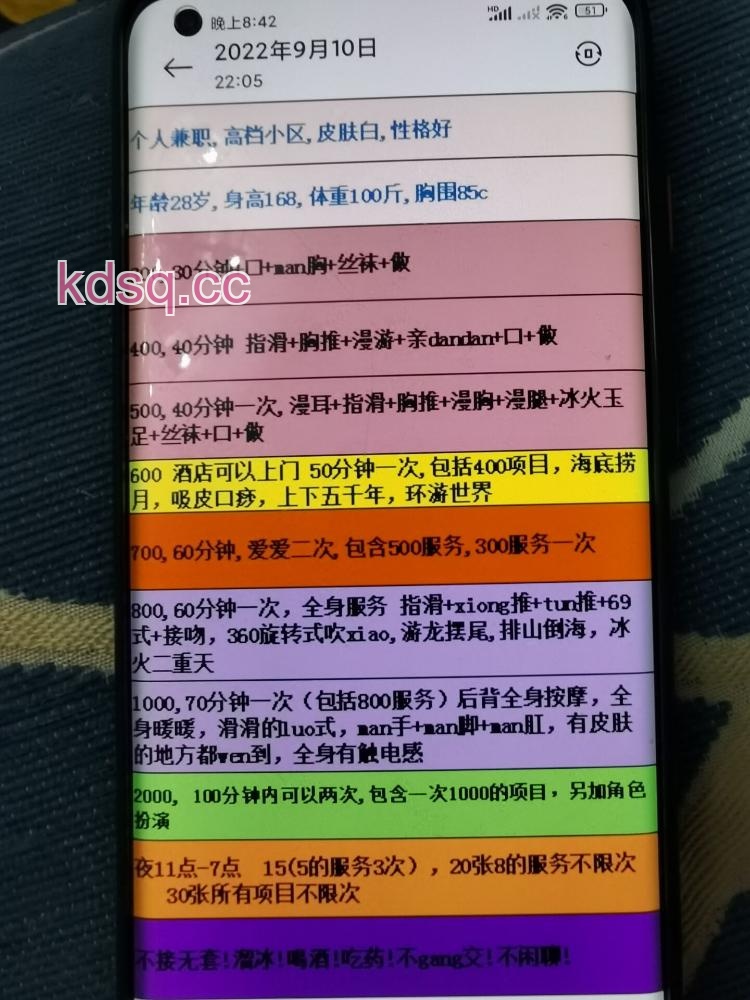 晚上8:42
51
2022年9月10日
22:05
个人兼职,高档小区,皮肤白,性格好
年龄28岁,身高168,体重100斤,胸围85c
30分钟+口+man胸+丝袜+做
kdsq.cc
400,40分钟 指滑+胸推+漫游+亲dandan+口+做
500,40分钟一次,漫耳+指滑+胸推+漫胸+漫腿+冰火玉
足+丝袜+口+做
600 酒店可以上门 50分钟一次,包括400项目，海底捞
月，吸皮口痧，上下五千年，环游世界
700,60分钟,爱爱二次,包含500服务,300服务一次
800,60分钟一次，全身服务 指滑+xiong推+tun推+69
式+接吻，360旋转式吹xiao,游龙摆尾,排山倒海，冰
火二重天
1000,70分钟一次（包括800服务）后背全身按摩，全
身暖暖，滑滑的luo式，man手+man脚+man肛，有皮肤
的地方都wen到，全身有触电感
2000，100分钟内可以两次,包含一次1000的项目，另加角色
扮演
夜11点-7点 15(5的服务3次），20张8的服务不限次
30张所有项目不限次
不接无套!溜冰!喝酒!吃药!不gang交!不闲聊!